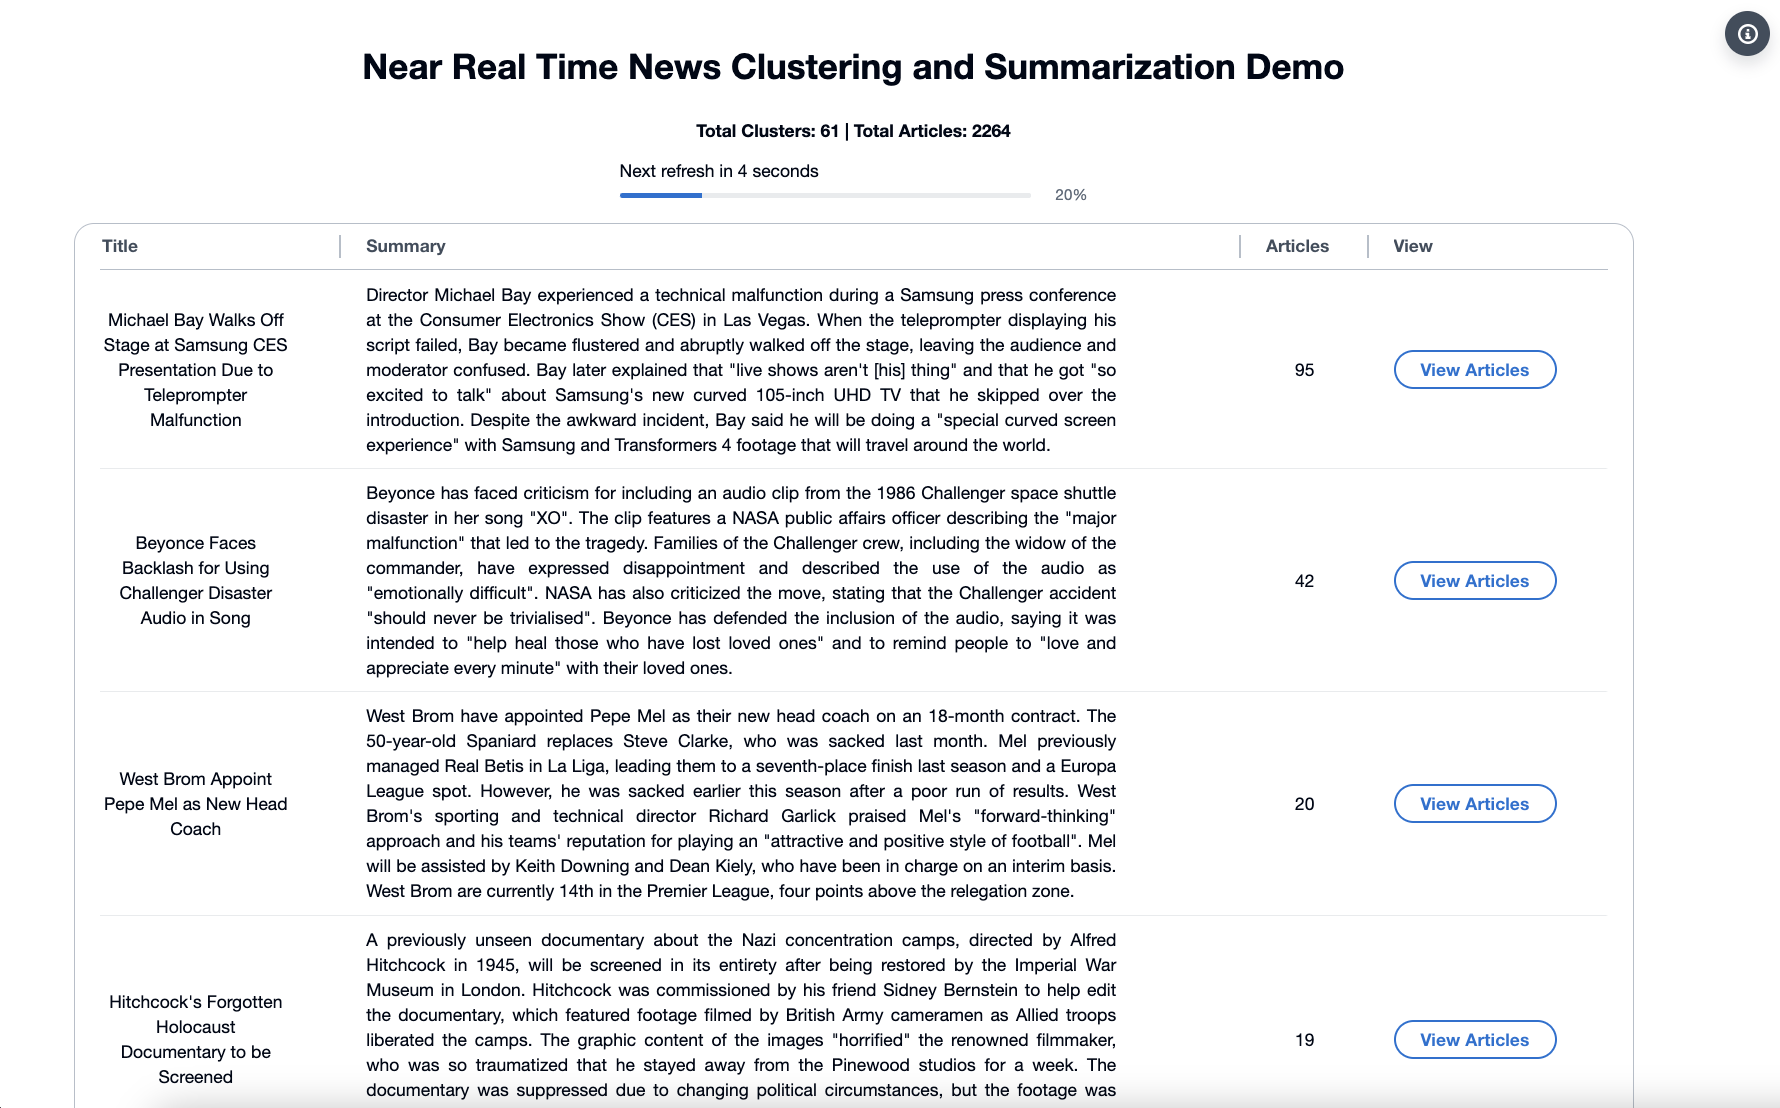 Near Real Time News Clustering and Summarization Demo
Total Clusters: 61 | Total Articles: 2264
Next refresh in 4 seconds
20%
Title
Summary
Articles
View
Michael Bay Walks Off
Stage at Samsung CES
Presentation Due to
Teleprompter
Malfunction
Director Michael Bay experienced a technical malfunction during a Samsung press conference
at the Consumer Electronics Show (CES) in Las Vegas. When the teleprompter displaying his
script failed, Bay became flustered and abruptly walked off the stage, leaving the audience and
moderator confused. Bay later explained that "live shows aren't [his] thing" and that he got "so
excited to talk" about Samsung's new curved 105-inch UHD TV that he skipped over the
introduction. Despite the awkward incident, Bay said he will be doing a "special curved screen
experience" with Samsung and Transformers 4 footage that will travel around the world.
95
View Articles
Beyonce Faces
Backlash for Using
Challenger Disaster
Audio in Song
Beyonce has faced criticism for including an audio clip from the 1986 Challenger space shuttle
disaster in her song "XO". The clip features a NASA public affairs officer describing the "major
malfunction" that led to the tragedy. Families of the Challenger crew, including the widow of the
commander, have expressed disappointment and described the use of the audio as
"emotionally difficult". NASA has also criticized the move, stating that the Challenger accident
"should never be trivialised". Beyonce has defended the inclusion of the audio, saying it was
intended to "help heal those who have lost loved ones" and to remind people to "love and
appreciate every minute" with their loved ones.
42
View Articles
West Brom Appoint
Pepe Mel as New Head
Coach
West Brom have appointed Pepe Mel as their new head coach on an 18-month contract. The
50-year-old Spaniard replaces Steve Clarke, who was sacked last month. Mel previously
managed Real Betis in La Liga, leading them to a seventh-place finish last season and a Europa
League spot. However, he was sacked earlier this season after a poor run of results. West
Brom's sporting and technical director Richard Garlick praised Mel's "forward-thinking"
approach and his teams' reputation for playing an "attractive and positive style of football". Mel
will be assisted by Keith Downing and Dean Kiely, who have been in charge on an interim basis.
West Brom are currently 14th in the Premier League, four points above the relegation zone.
20
View Articles
Hitchcock's Forgotten
Holocaust
Documentary to be
Screened
A previously unseen documentary about the Nazi concentration camps, directed by Alfred
Hitchcock in 1945, will be screened in its entirety after being restored by the Imperial War
Museum in London. Hitchcock was commissioned by his friend Sidney Bernstein to help edit
the documentary, which featured footage filmed by British Army cameramen as Allied troops
liberated the camps. The graphic content of the images "horrified" the renowned filmmaker,
who was so traumatized that he stayed away from the Pinewood studios for a week. The
documentary was suppressed due to changing political circumstances, but the footage was
19
View Articles